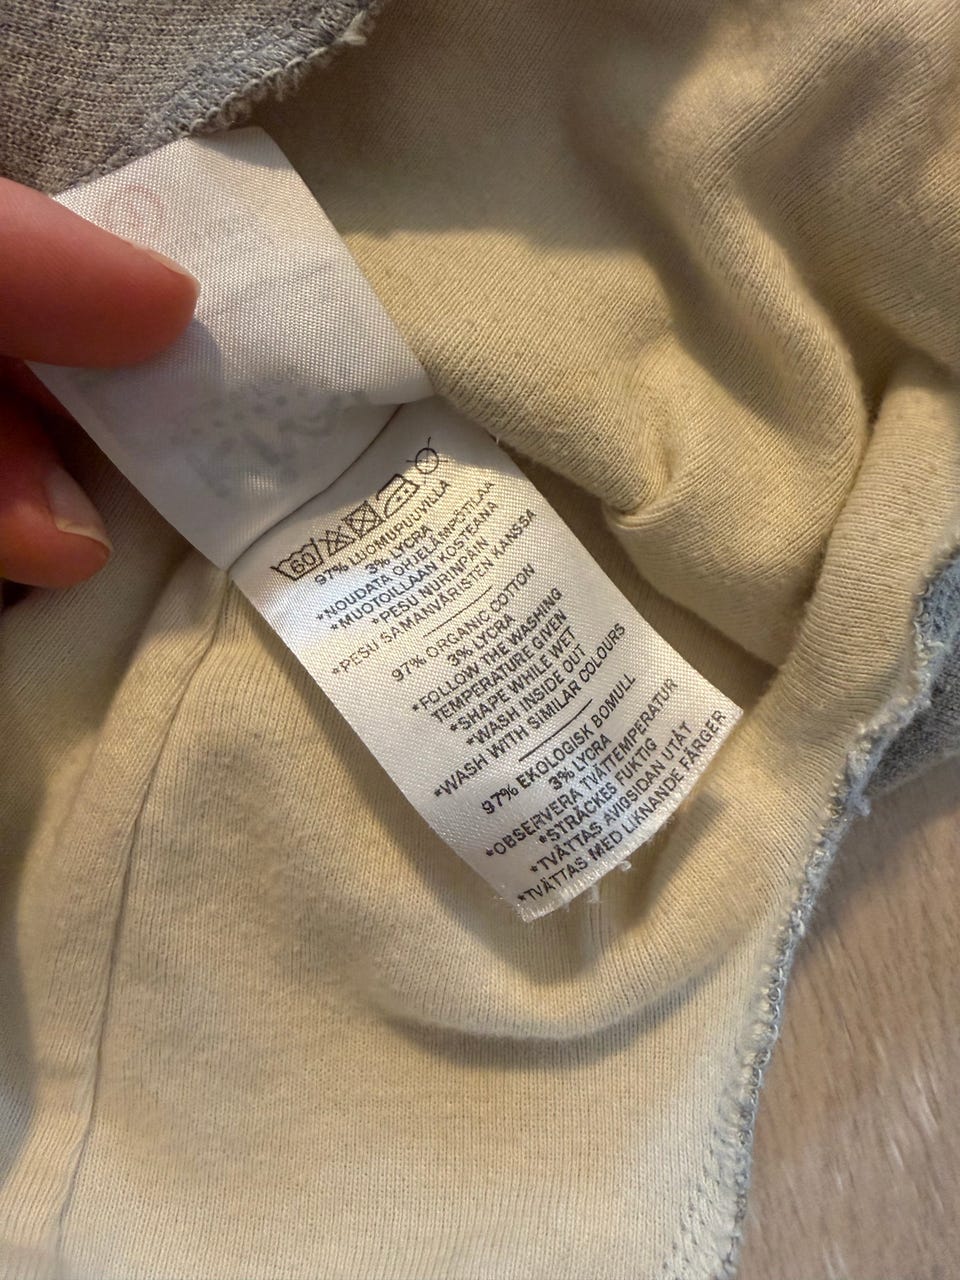 60
97% LUOMUPUUVILLA
3% LYCRA
*NOUDATA OHJELÄMPÖTILAA
*MUOTOILLAAN KOSTEANA
*PESU NURINPÄIN
*PESU SAMANVÄRISTEN KANSSA
97% ORGANIC COTTON
3% LYCRA
*FOLLOW THE WASHING
TEMPERATURE GIVEN
*SHAPE WHILE WET
*WASH INSIDE OUT
*WASH WITH SIMILAR COLOURS
97% EKOLOGISK BOMULL
3% LYCRA
*OBSERVERA TVÄTTEMPERATUR
*STRÄCKES FUKTIG
*TVÄTTAS AVIGSIDAN UTÅT
*TVÄTTAS MED LIKNANDE FÄRGER